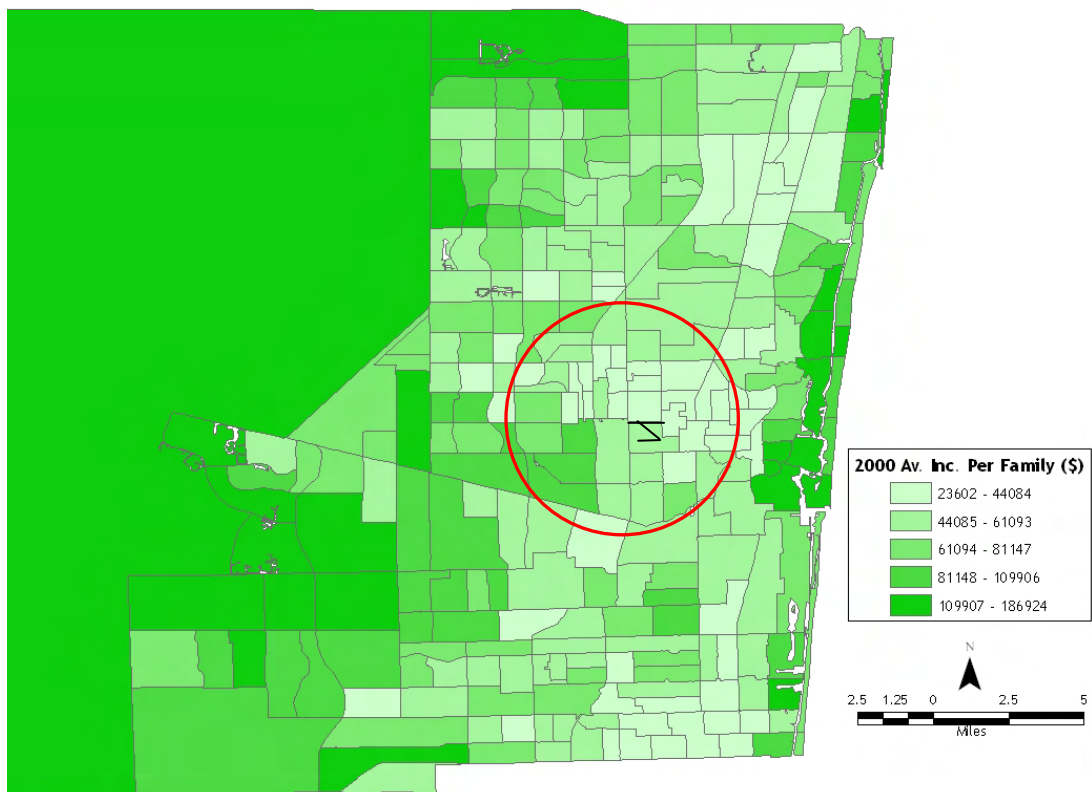 2000 Av. Inc. Per Family ($)
23602 - 44084
44085 - 61093
61094 - 81147
81148 - 109906
109907 - 186924
N
2.5 1.25 0 2.5 5
Miles